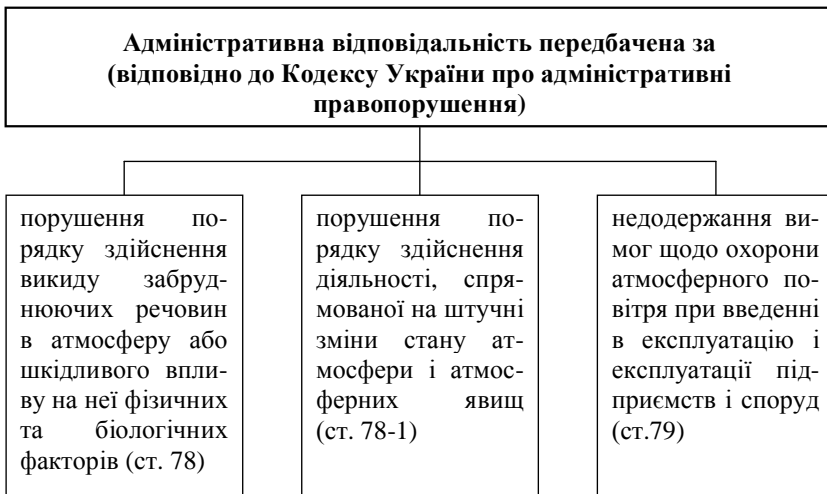 Адміністративна відповідальність передбачена за
(відповідно до Кодексу України про адміністративні
правопорушення)
порушення по-
рядку здійснення
викиду забруд-
нюючих речовин
в атмосферу або
шкідливого впли-
ву на неї фізичних
та біологічних
факторів (ст. 78)
порушення по-
рядку здійснення
діяльності, спря-
мованої на штучні
зміни стану ат-
мосфери і атмос-
ферних явищ
(ст. 78-1)
недодержання ви-
мог щодо охорони
атмосферного по-
вітря при введенні
в експлуатацію і
експлуатації під-
приємств і споруд
(ст.79)